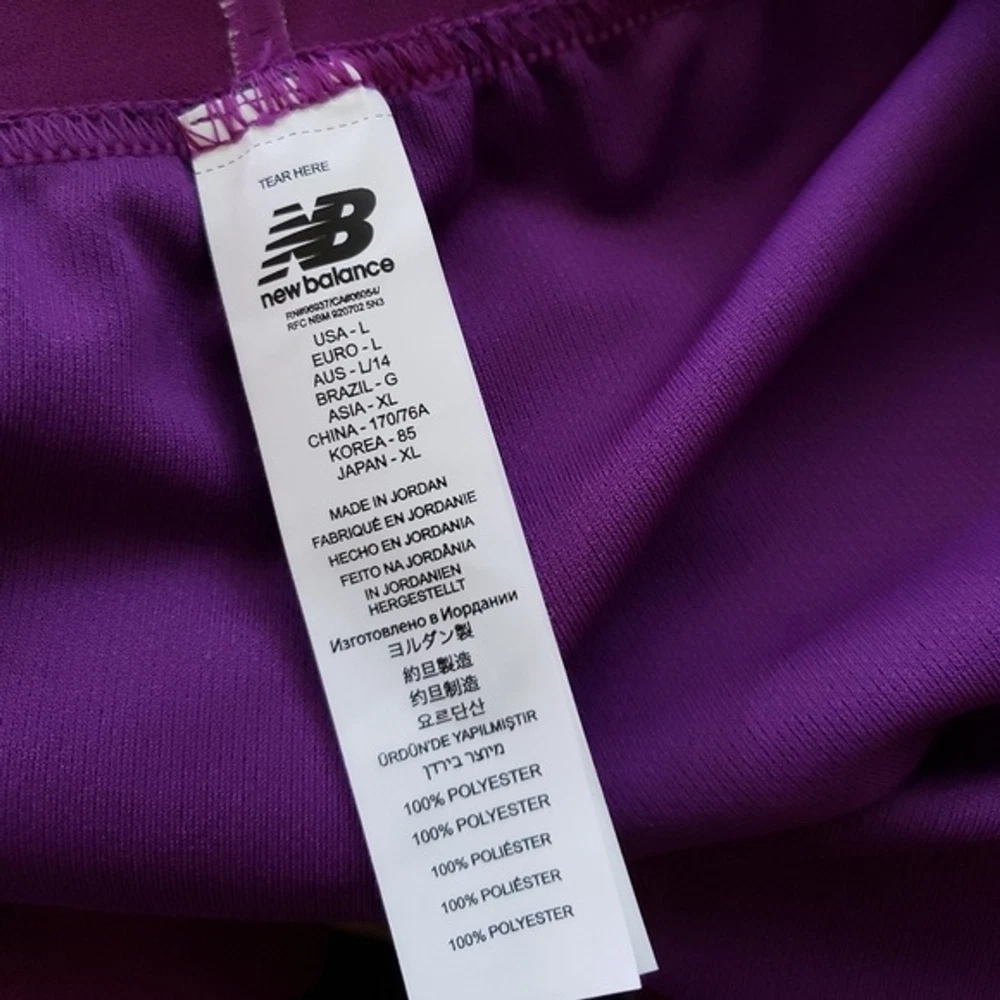 TEAR HERE
NB
new balance
RN#96937/CA#06054/
RFC NBM 920702 5N3
USA - L
EURO - L
AUS - L/14
BRAZIL - G
ASIA - XL
CHINA - 170/76A
KOREA - 85
JAPAN - XL
MADE IN JORDAN
FABRIQUÉ EN JORDANIE
HECHO EN JORDANIA
FEITO NA JORDÂNIA
IN JORDANIEN
HERGESTELLT
Изготовлено в Иордании
ヨルダン製
約旦製造
约旦制造
요르단산
ÜRDÜN'DE YAPILMIŞTIR
מיוצר בירדן
100% POLYESTER
100% POLYESTER
100% POLIÉSTER
100% POLIÉSTER
100% POLYESTER